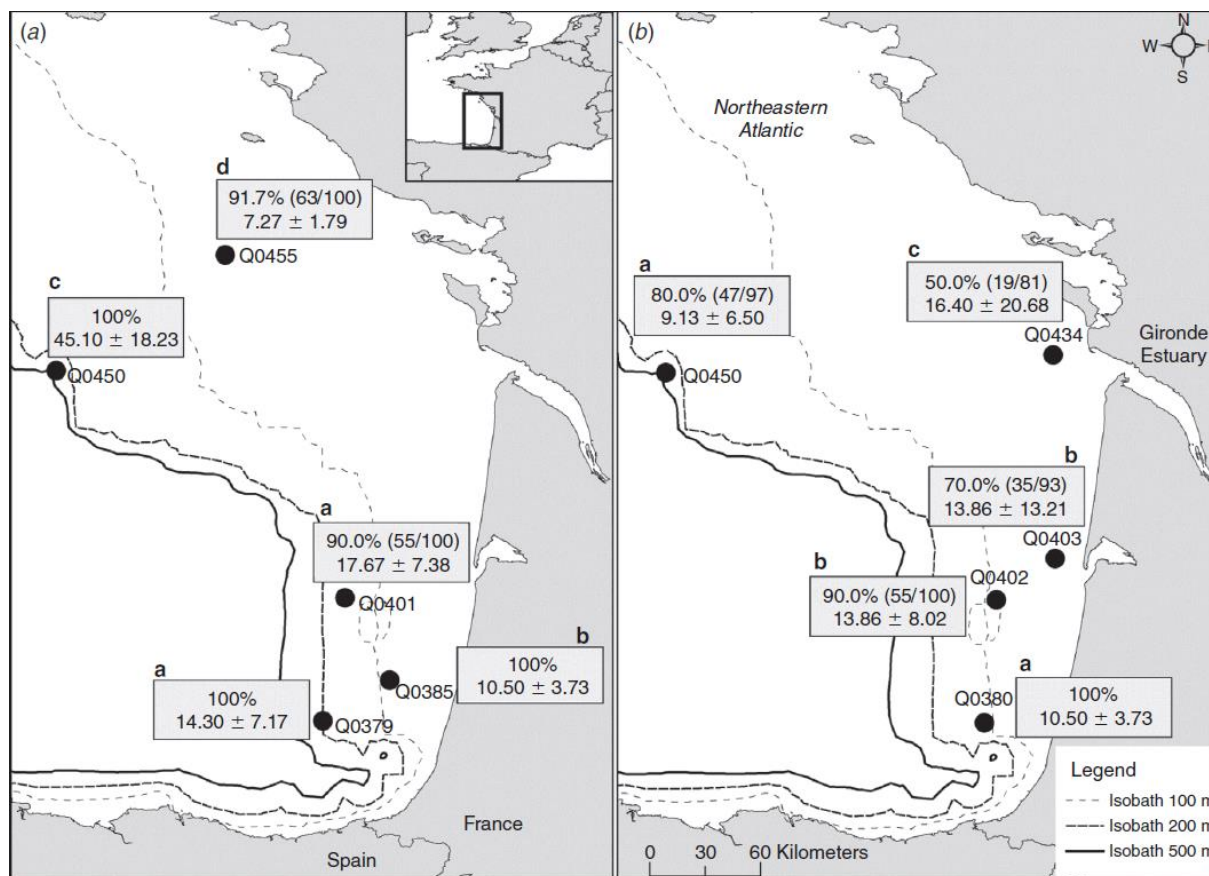 (a)
d
91.7% (63/100)
7.27 ± 1.79
Q0455
c
100%
45.10 ± 18.23
Q0450
a
90.0% (55/100)
17.67 ± 7.38
Q0401
b
100%
10.50 ± 3.73
Q0385
a
100%
14.30 ± 7.17
Q0379
France
Spain
(b)
N
W
S
Northeastern
Atlantic
a
80.0% (47/97)
9.13 ± 6.50
Q0450
c
50.0% (19/81)
16.40 ± 20.68
Q0434
Gironde
Estuary
b
70.0% (35/93)
13.86 ± 13.21
Q0403
b
90.0% (55/100)
13.86 ± 8.02
Q0402
a
100%
10.50 ± 3.73
Q0380
0 30 60 Kilometers
Legend
Isobath 100 m
Isobath 200 m
Isobath 500 m